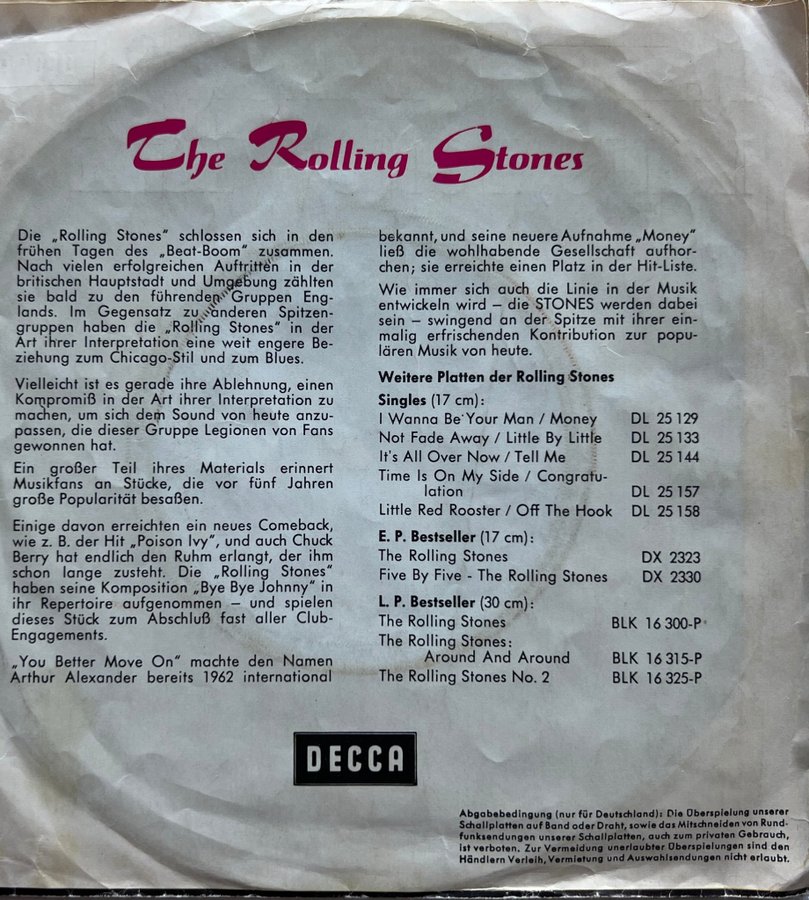 The Rolling Stones
Die „Rolling Stones" schlossen sich in den
frühen Tagen des „Beat-Boom" zusammen.
Nach vielen erfolgreichen Auftritten in der
britischen Hauptstadt und Umgebung zählten
sie bald zu den führenden Gruppen Eng-
lands. Im Gegensatz zu anderen Spitzen-
gruppen haben die „Rolling Stones" in der
Art ihrer Interpretation eine weit engere Be-
ziehung zum Chicago-Stil und zum Blues.
Vielleicht ist es gerade ihre Ablehnung, einen
Kompromiß in der Art ihrer Interpretation zu
machen, um sich dem Sound von heute anzu-
passen, die dieser Gruppe Legionen von Fans
gewonnen hat.
Ein großer Teil ihres Materials erinnert
Musikfans an Stücke, die vor fünf Jahren
große Popularität besaßen.
Einige davon erreichten ein neues Comeback,
wie z. B. der Hit „Poison Ivy", und auch Chuck
Berry hat endlich den Ruhm erlangt, der ihm
schon lange zusteht. Die „Rolling Stones"
haben seine Komposition „Bye Bye Johnny" in
ihr Repertoire aufgenommen – und spielen
dieses Stück zum Abschluß fast aller Club-
Engagements.
„You Better Move On" machte den Namen
Arthur Alexander bereits 1962 international
bekannt, und seine neuere Aufnahme „Money"
ließ die wohlhabende Gesellschaft aufhor-
chen; sie erreichte einen Platz in der Hit-Liste.
Wie immer sich auch die Linie in der Musik
entwickeln wird – die STONES werden dabei
sein – swingend an der Spitze mit ihrer ein-
malig erfrischenden Kontribution zur popu-
lären Musik von heute.
Weitere Platten der Rolling Stones
Singles (17 cm):
I Wanna Be Your Man / Money DL 25 129
Not Fade Away / Little By Little DL 25 133
It's All Over Now / Tell Me DL 25 144
Time Is On My Side / Congratu-
lation DL 25 157
Little Red Rooster / Off The Hook DL 25 158
E. P. Bestseller (17 cm):
The Rolling Stones DX 2323
Five By Five - The Rolling Stones DX 2330
L. P. Bestseller (30 cm):
The Rolling Stones BLK 16 300-P
The Rolling Stones:
Around And Around BLK 16 315-P
The Rolling Stones No. 2 BLK 16 325-P
DECCA
Abgabebedingung (nur für Deutschland): Die Überspielung unserer
Schallplatten auf Band oder Draht, sowie das Mitschneiden von Rund-
funksendungen unserer Schallplatten, auch zum privaten Gebrauch,
ist verboten. Zur Vermeidung unerlaubter Überspielungen sind den
Händlern Verleih, Vermietung und Auswahlsendungen nicht erlaubt.